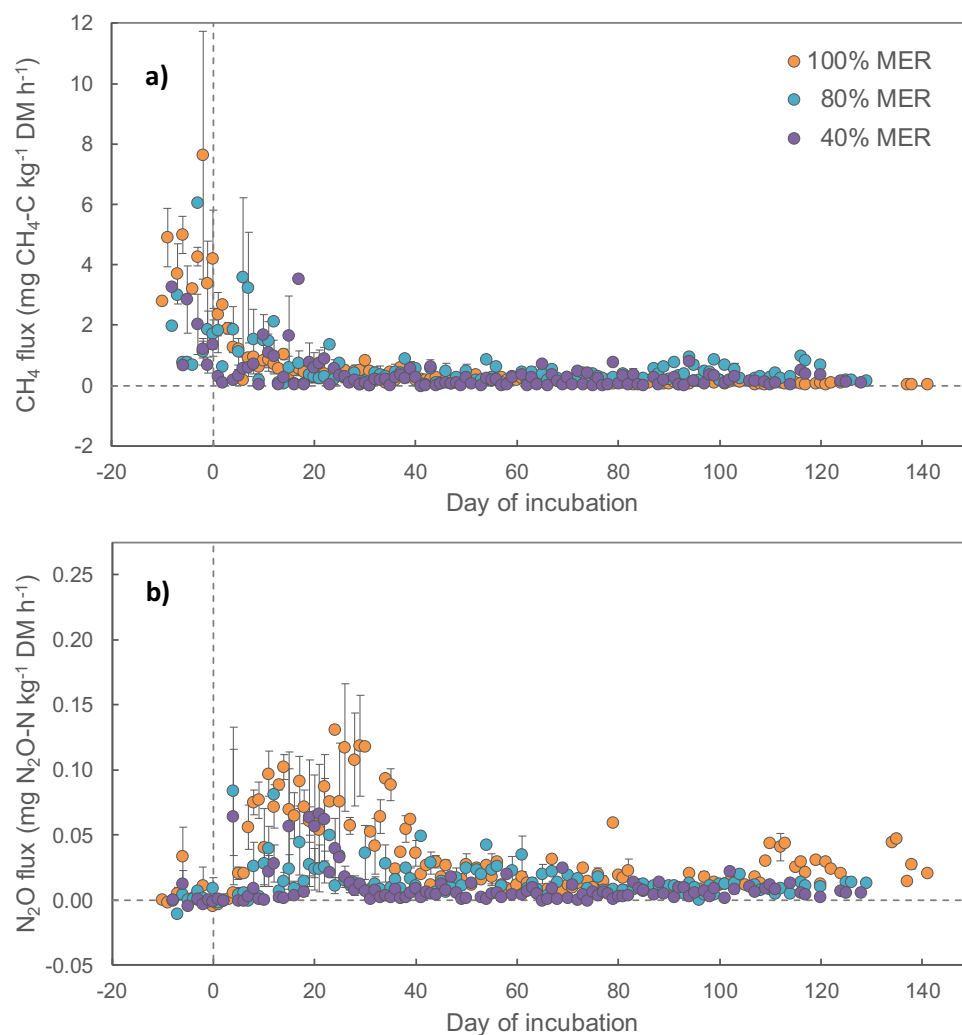 12
10
8
6
4
2
0
-2
CH₄ flux (mg CH₄-C kg⁻¹ DM h⁻¹)
a)
100% MER
80% MER
40% MER
-20 0 20 40 60 80 100 120 140
Day of incubation
0.25
0.20
0.15
0.10
0.05
0.00
-0.05
N₂O flux (mg N₂O-N kg⁻¹ DM h⁻¹)
b)
-20 0 20 40 60 80 100 120 140
Day of incubation